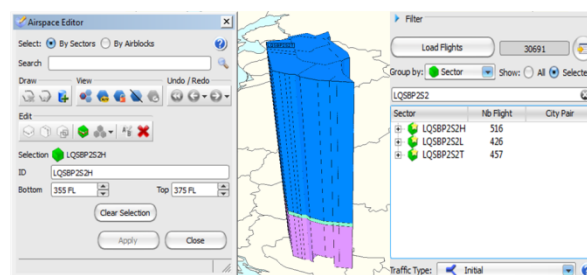 Airspace Editor
Select: By Sectors By Airblocks
Search
Draw View Undo / Redo
Edit
Selection LQSBP2S2H
ID LQSBP2S2H
Bottom 355 FL Top 375 FL
Clear Selection
Apply Close
Filter
Load Flights 30691
Group by: Sector Show: All Selecte
LQSBP2S2
Sector Nb Flight City Pair
LQSBP2S2H 516
LQSBP2S2L 426
LQSBP2S2T 457
Traffic Type: Initial